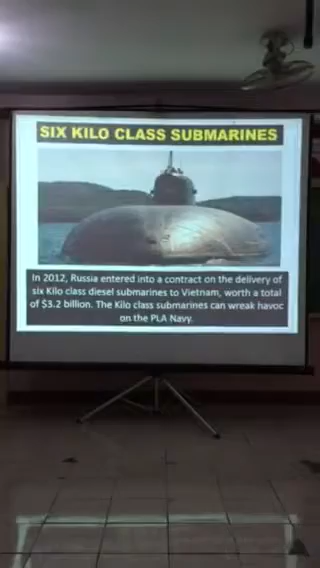 SIX KILO CLASS SUBMARINES
In 2012, Russia entered into a contract on the delivery of
six Kilo class diesel submarines to Vietnam, worth a total
of $3.2 billion. The Kilo class submarines can wreak havoc
on the PLA Navy.